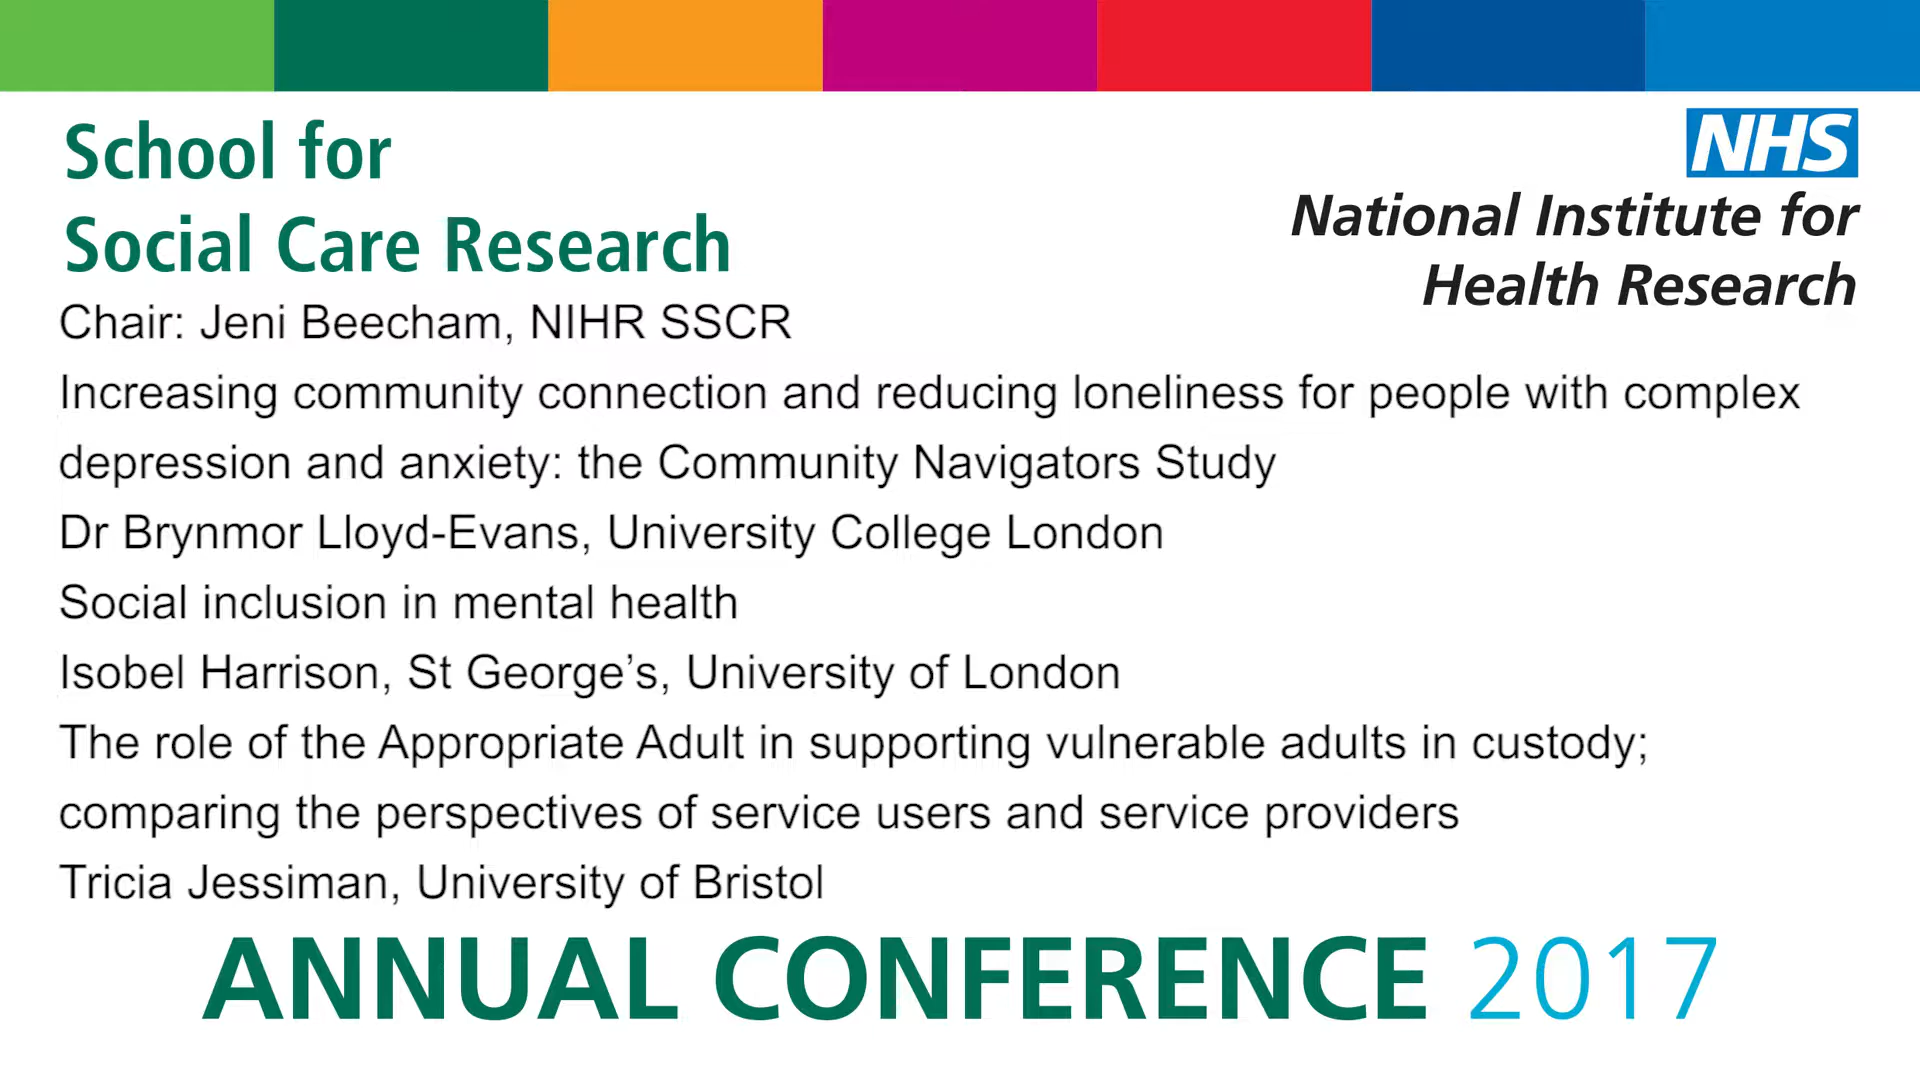 School for
Social Care Research
NHS
National Institute for
Health Research
Chair: Jeni Beecham, NIHR SSCR
Increasing community connection and reducing loneliness for people with complex
depression and anxiety: the Community Navigators Study
Dr Brynmor Lloyd-Evans, University College London
Social inclusion in mental health
Isobel Harrison, St George’s, University of London
The role of the Appropriate Adult in supporting vulnerable adults in custody;
comparing the perspectives of service users and service providers
Tricia Jessiman, University of Bristol
ANNUAL CONFERENCE 2017